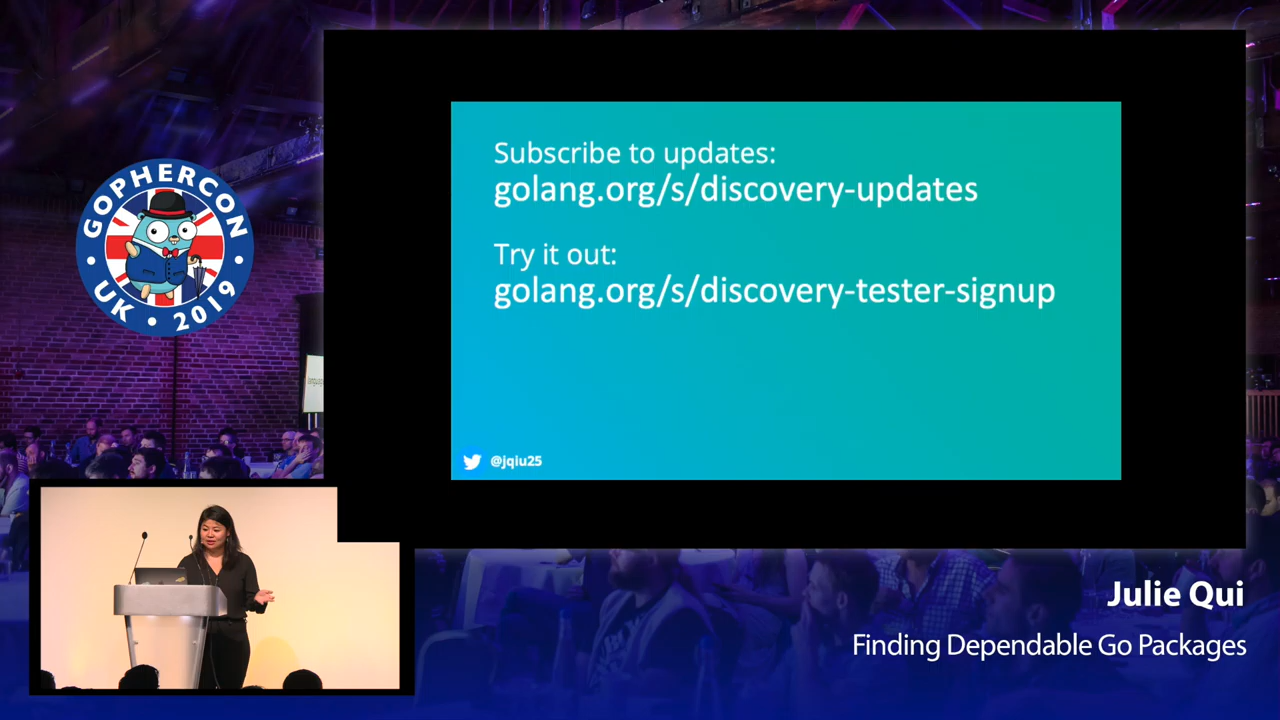 GOPHERCON
UK • 2019
Subscribe to updates:
golang.org/s/discovery-updates
Try it out:
golang.org/s/discovery-tester-signup
@jqiu25
Julie Qui
Finding Dependable Go Packages